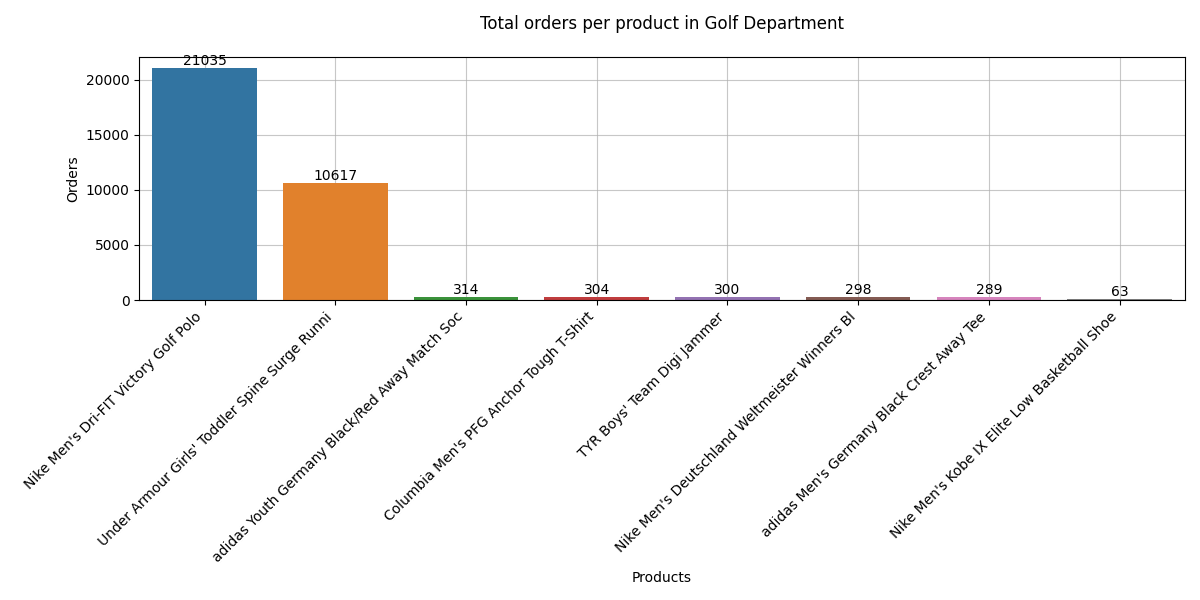 Total orders per product in Golf Department
Orders
20000
15000
10000
5000
0
21035
10617
314
304
300
298
289
63
Nike Men's Dri-FIT Victory Golf Polo
Under Armour Girls' Toddler Spine Surge Runni
adidas Youth Germany Black/Red Away Match Soc
Columbia Men's PFG Anchor Tough T-Shirt
TYR Boys' Team Digi Jammer
Nike Men's Deutschland Weltmeister Winners Bl
adidas Men's Germany Black Crest Away Tee
Nike Men's Kobe IX Elite Low Basketball Shoe
Products